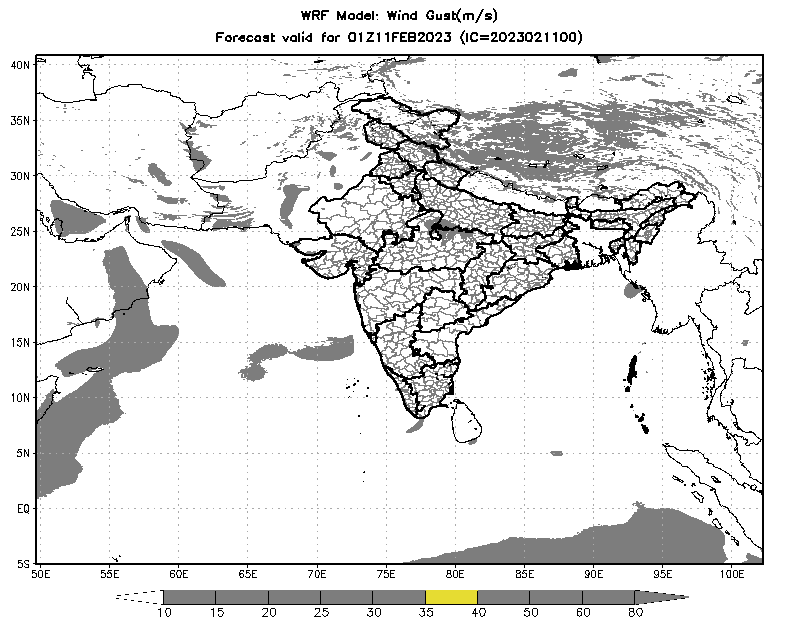 WRF Model: Wind Gust(m/s)
Forecast valid for 01Z11FEB2023 (IC=2023021100)
40N
35N
30N
25N
20N
15N
10N
5N
EQ
5S
50E 55E 60E 65E 70E 75E 80E 85E 90E 95E 100E
10 15 20 25 30 35 40 50 60 80